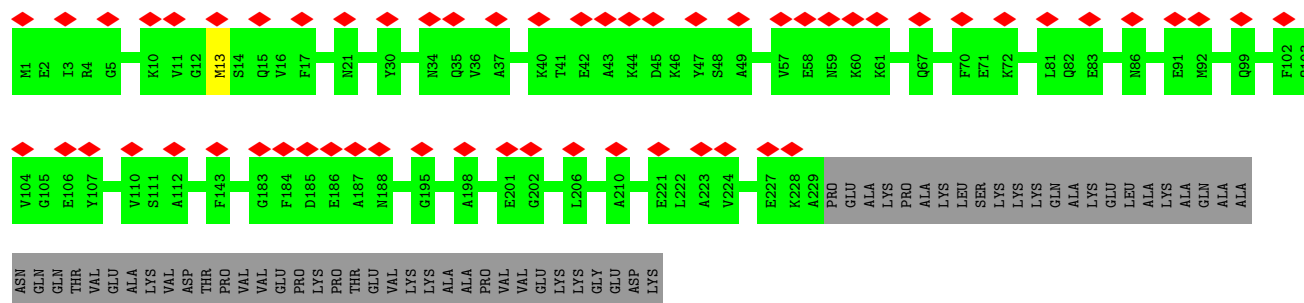 M1 E2 I3 R4 G5 K10 V11 G12 M13 S14 Q15 V16 F17 N21 Y30 N34 Q35 V36 A37 K40 T41 E42 A43 K44 D45 K46 Y47 S48 A49 V57 E58 N59 K60 K61 Q67 F70 E71 K72 L81 Q82 E83 N86 E91 M92 Q99 F102
V104 G105 E106 Y107 V110 S111 A112 F143 G183 F184 D185 E186 A187 N188 G195 A198 E201 G202 L206 A210 E221 L222 A223 V224 E227 K228 A229 PRO GLU ALA LYS PRO ALA LYS LEU SER LYS LYS LYS GLN ALA LYS GLU LEU ALA LYS ALA GLN ALA ALA
ASN GLN GLN THR VAL GLU ALA LYS VAL ASP THR PRO VAL VAL GLU PRO LYS PRO THR GLU VAL LYS LYS ALA ALA PRO VAL VAL GLU LYS LYS GLY GLU ASP LYS